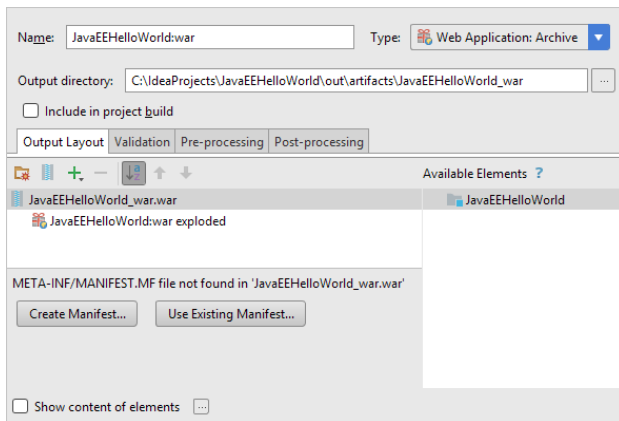 Name: JavaEEHelloWorld:war Type: Web Application: Archive
Output directory: C:\IdeaProjects\JavaEEHelloWorld\out\artifacts\JavaEEHelloWorld_war ...
Include in project build
Output Layout Validation Pre-processing Post-processing
Available Elements ?
JavaEEHelloWorld_war.war JavaEEHelloWorld
JavaEEHelloWorld:war exploded
META-INF/MANIFEST.MF file not found in 'JavaEEHelloWorld_war.war'
Create Manifest... Use Existing Manifest...
Show content of elements ...